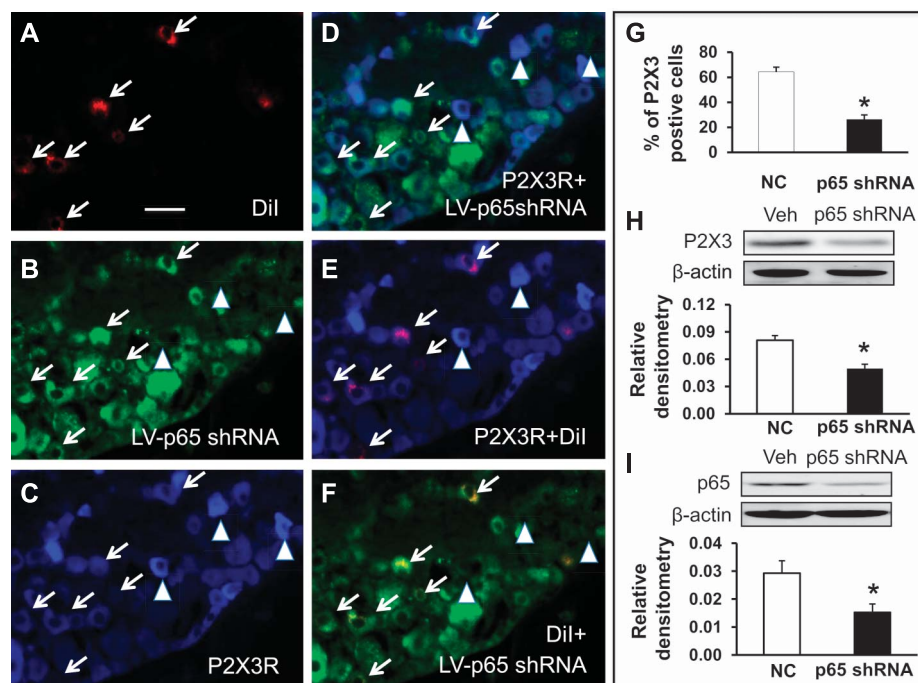 A
DiI
B
LV-p65 shRNA
C
P2X3R
D
P2X3R+
LV-p65shRNA
E
P2X3R+DiI
F
DiI+
LV-p65 shRNA
G
% of P2X3
postive cells
80
60
40
20
0
*
NC
p65 shRNA
H
Veh
p65 shRNA
P2X3
β-actin
Relative
densitometry
0.12
0.09
0.06
0.03
0.00
*
NC
p65 shRNA
I
Veh
p65 shRNA
p65
β-actin
Relative
densitometry
0.04
0.03
0.02
0.01
0.00
*
NC
p65 shRNA